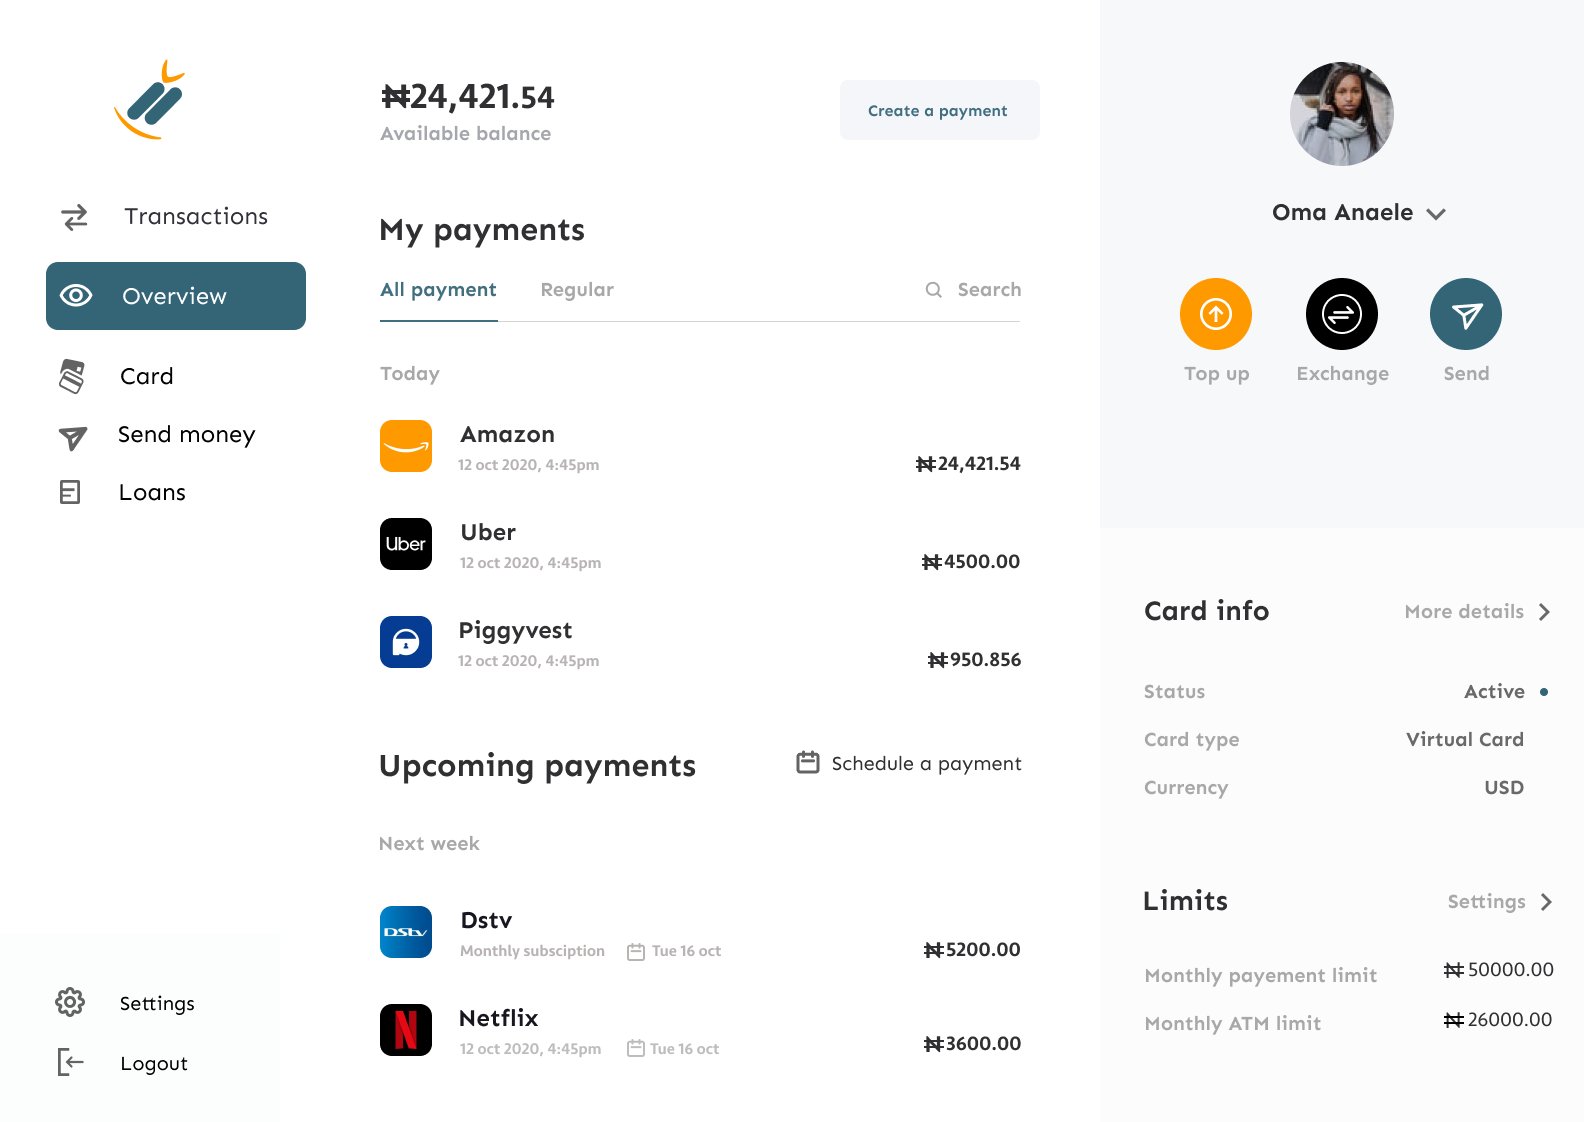 Transactions
Overview
Card
Send money
Loans
Settings
Logout
₦24,421.54
Available balance
Create a payment
My payments
All payment
Regular
Search
Today
Amazon
12 oct 2020, 4:45pm
₦24,421.54
Uber
Uber
12 oct 2020, 4:45pm
₦4500.00
Piggyvest
12 oct 2020, 4:45pm
₦950.856
Upcoming payments
Schedule a payment
Next week
DStv
Dstv
Monthly subsciption
Tue 16 oct
₦5200.00
N
Netflix
12 oct 2020, 4:45pm
Tue 16 oct
₦3600.00
Oma Anaele
Top up
Exchange
Send
Card info
More details
Status
Active
Card type
Virtual Card
Currency
USD
Limits
Settings
Monthly payement limit
₦50000.00
Monthly ATM limit
₦26000.00